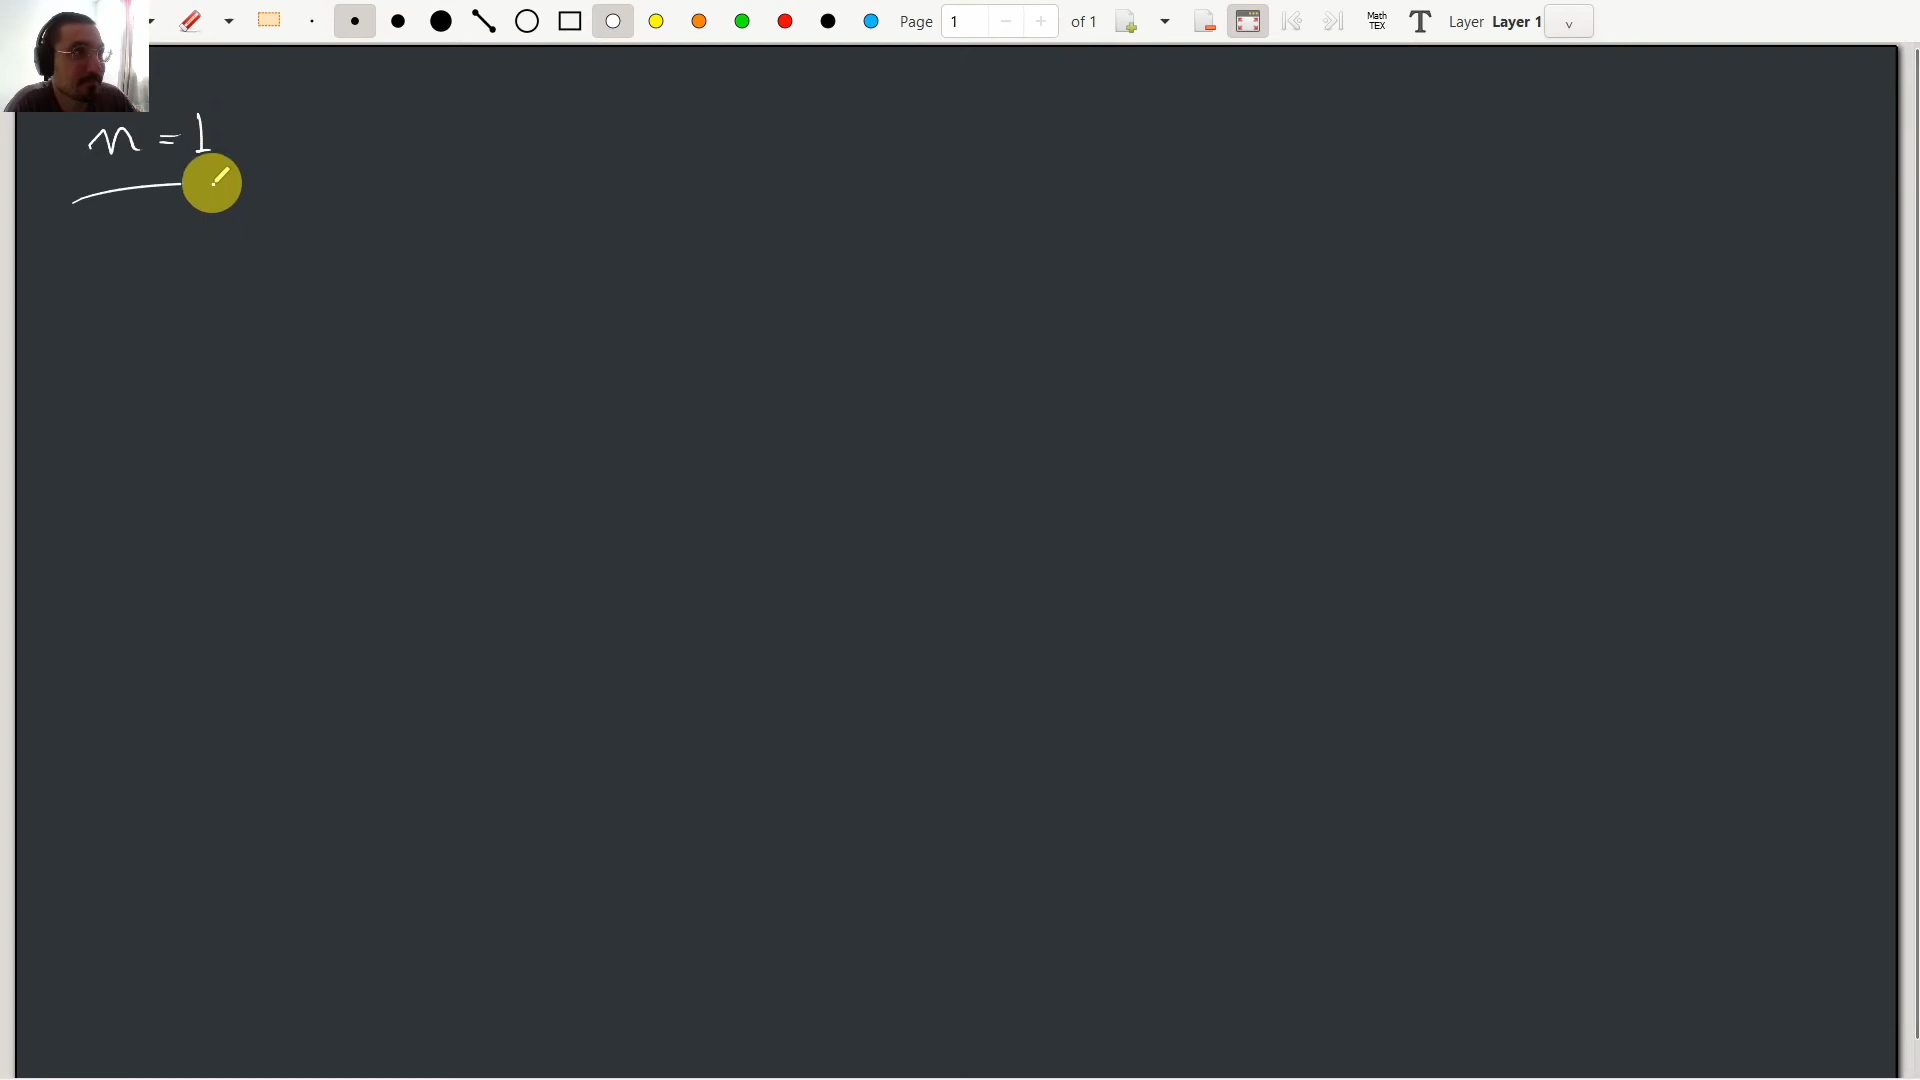 Page 1 of 1 Math TEX T Layer Layer 1
n = 1